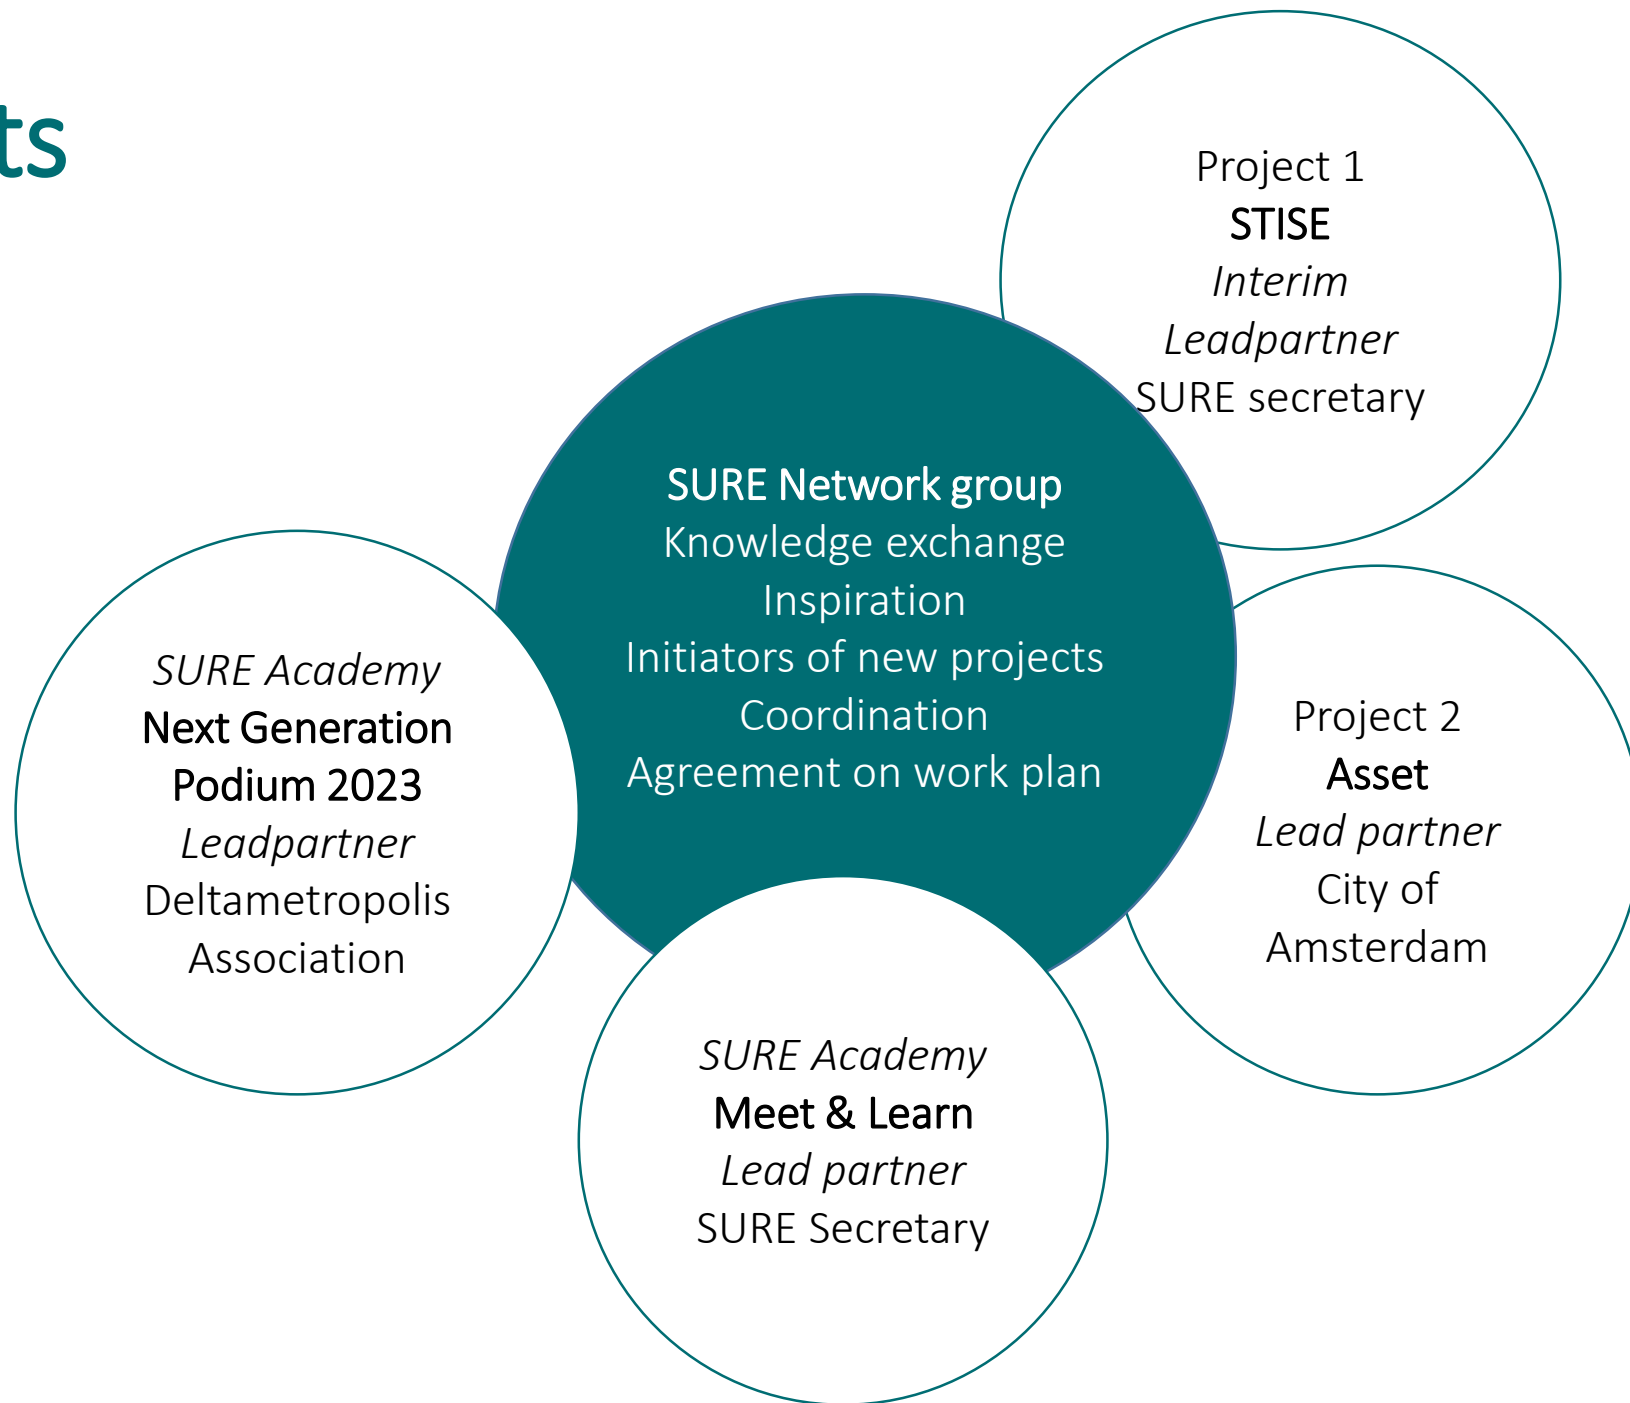 ts
Project 1
STISE
Interim
Leadpartner
SURE secretary
SURE Network group
Knowledge exchange
Inspiration
Initiators of new projects
Coordination
Agreement on work plan
SURE Academy
Next Generation
Podium 2023
Leadpartner
Deltametropolis
Association
Project 2
Asset
Lead partner
City of
Amsterdam
SURE Academy
Meet & Learn
Lead partner
SURE Secretary